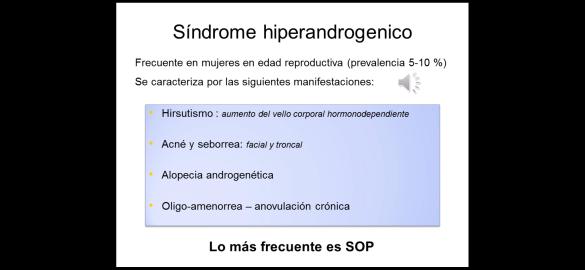 Síndrome hiperandrogenico
Frecuente en mujeres en edad reproductiva (prevalencia 5-10 %)
Se caracteriza por las siguientes manifestaciones:
Hirsutismo : aumento del vello corporal hormonodependiente
Acné y seborrea: facial y troncal
Alopecia androgenética
Oligo-amenorrea – anovulación crónica
Lo más frecuente es SOP